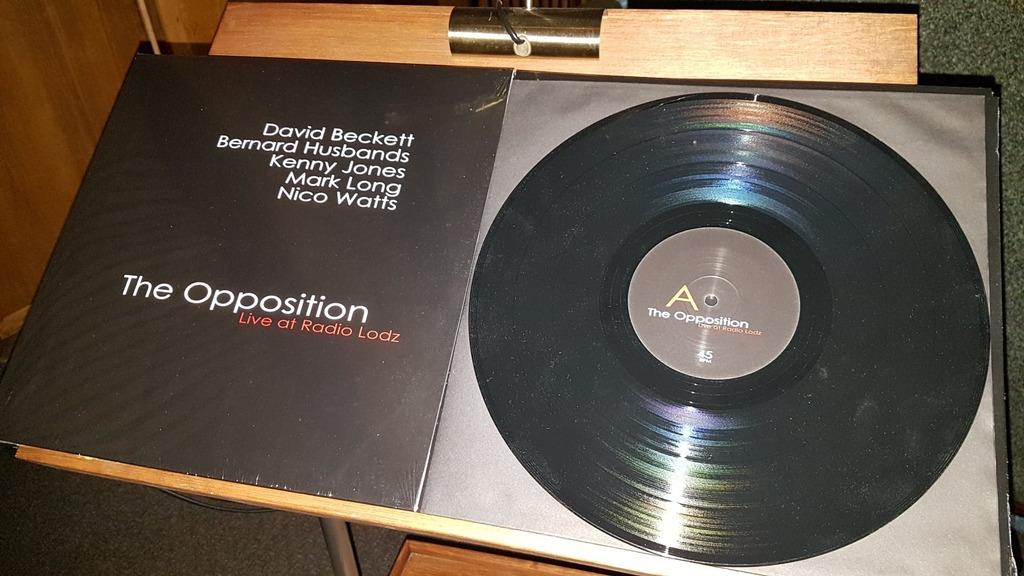 David Beckett
Bernard Husbands
Kenny Jones
Mark Long
Nico Watts
The Opposition
Live at Radio Lodz
A
The Opposition
Live at Radio Lodz
45